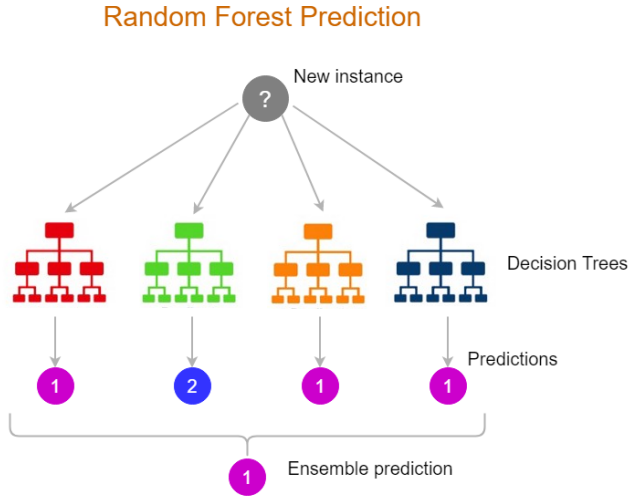 Random Forest Prediction
New instance
?
Decision Trees
Predictions
1
2
1
1
1
Ensemble prediction